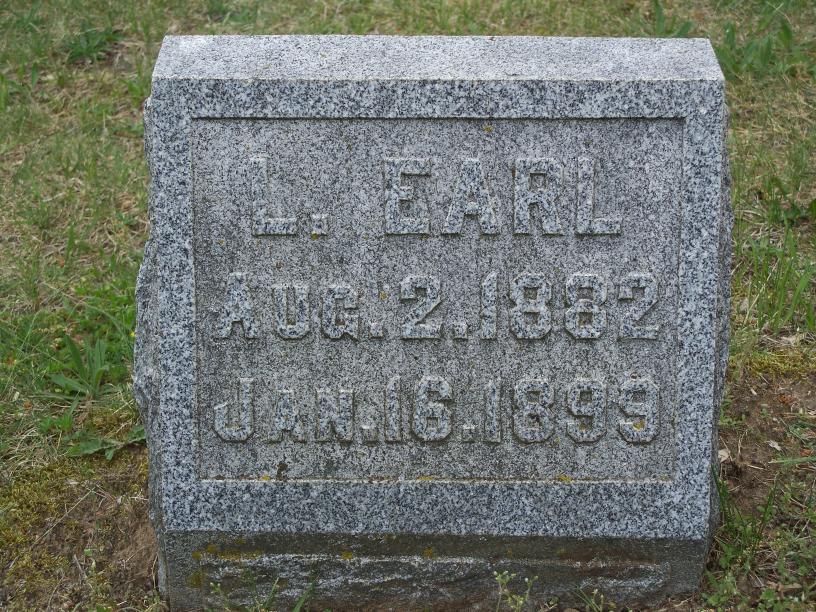 L. EARL
AUG. 2. 1882
JAN. 16. 1899